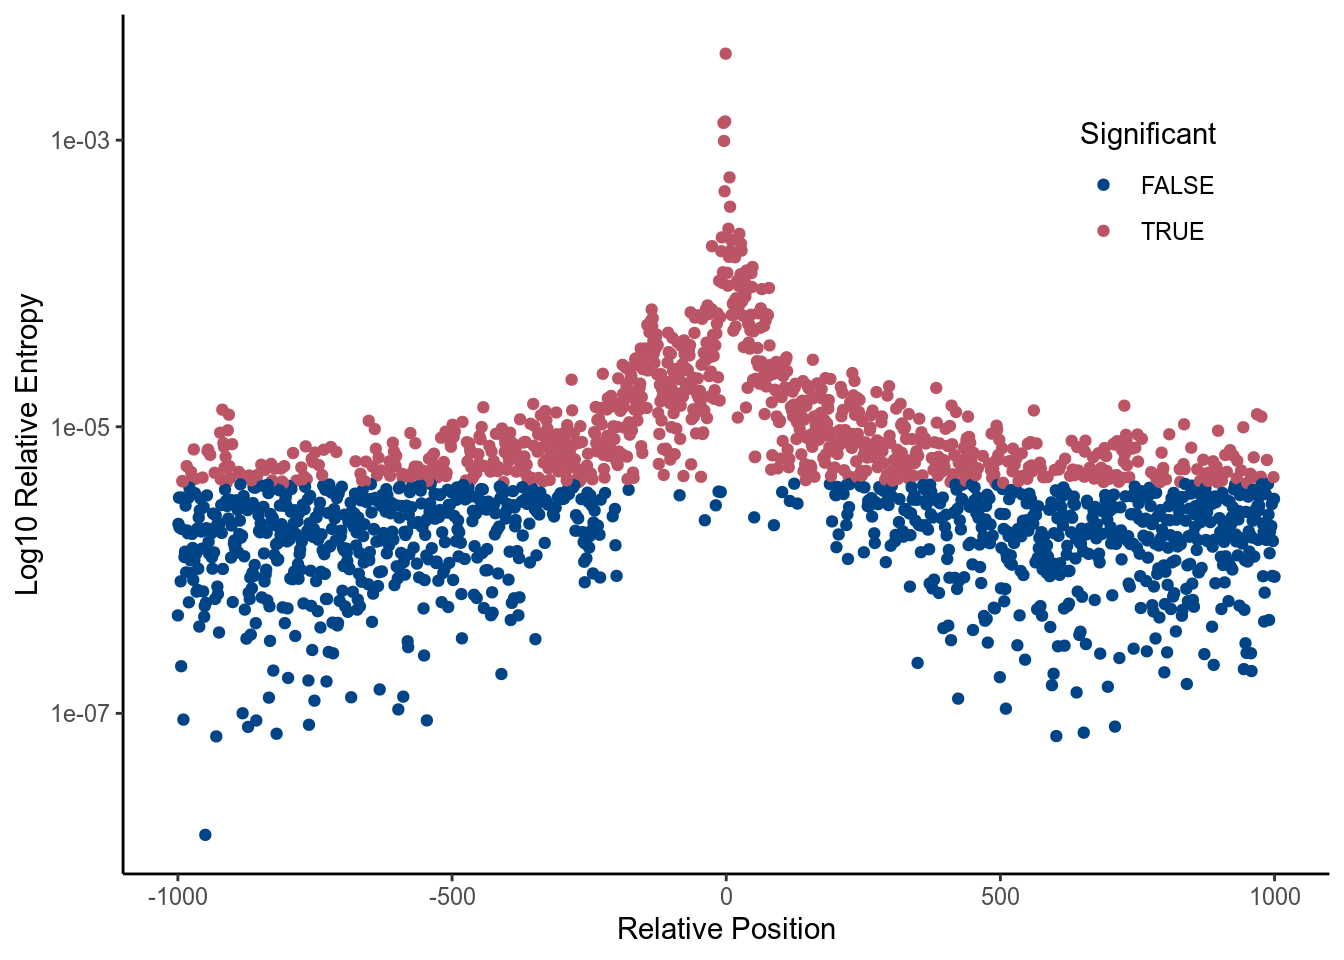 Log10 Relative Entropy
1e-03
1e-05
1e-07
-1000
-500
0
500
1000
Relative Position
Significant
FALSE
TRUE